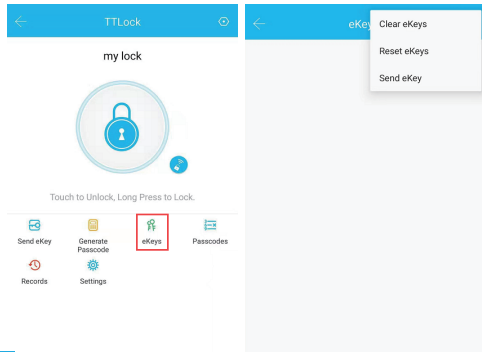 TTLock
my lock
Touch to Unlock, Long Press to Lock.
Send eKey
Generate
Passcode
eKeys
Passcodes
Records
Settings
Clear eKeys
Reset eKeys
Send eKey